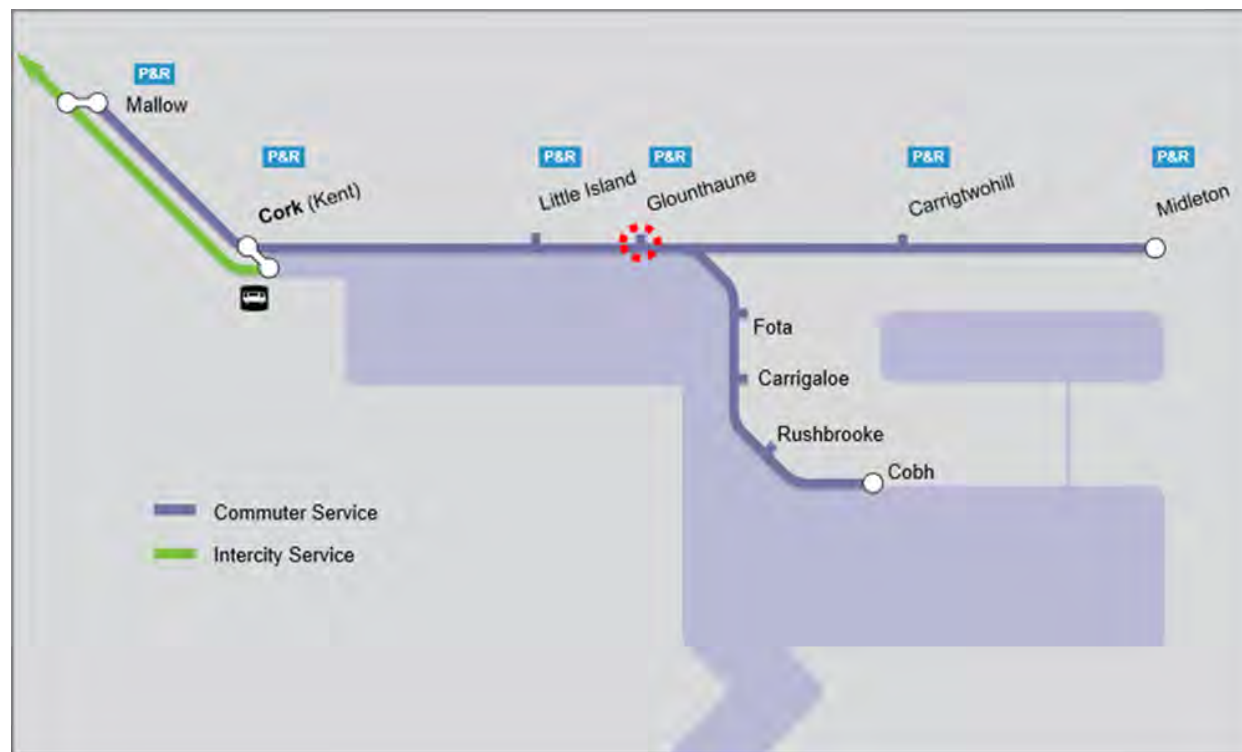 P&R
Mallow
P&R
Cork (Kent)
P&R
Little Island
P&R
Glounthaune
P&R
Carrigtwohill
P&R
Midleton
Fota
Carrigaloe
Rushbrooke
Cobh
Commuter Service
Intercity Service